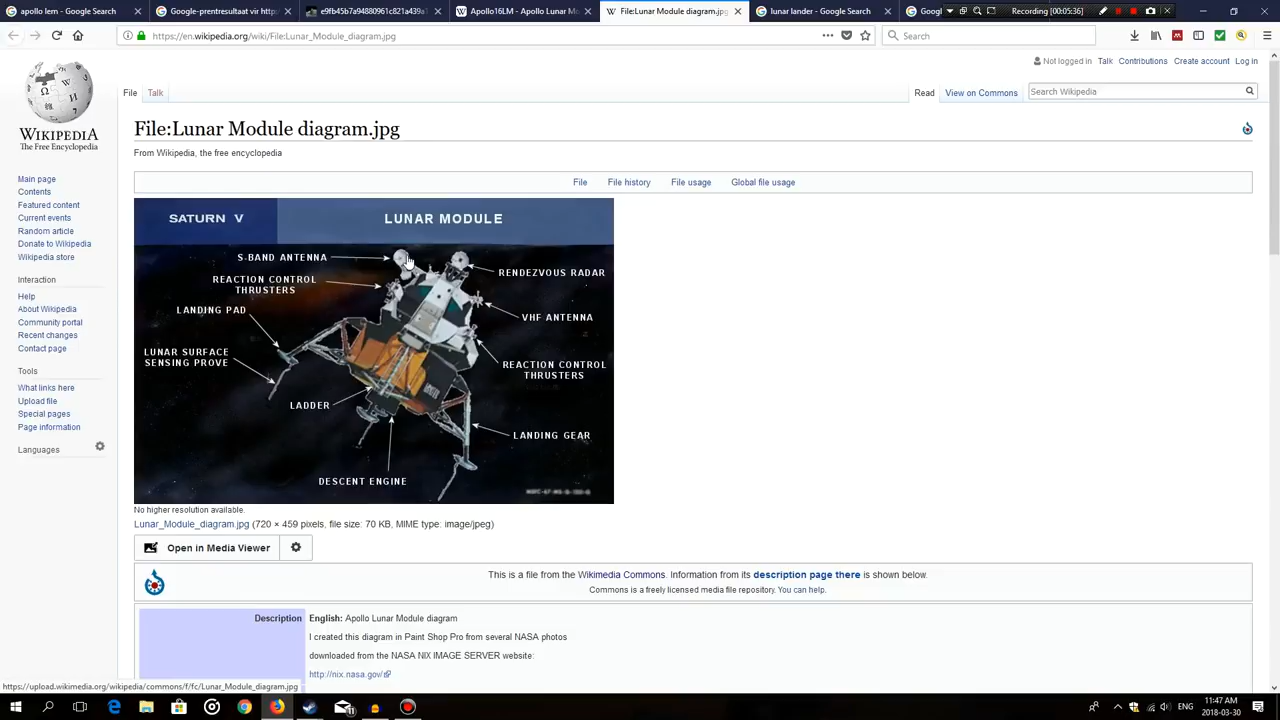 apollo lem - Google Search
Google-prentresultaat vir http:
e9fb45b7a94880961c821a439a
Apollo16LM - Apollo Lunar Mo
File:Lunar Module diagram.jpg
lunar lander - Google Search
Googl
Recording [00:05:36]
https://en.wikipedia.org/wiki/File:Lunar_Module_diagram.jpg
Search
Not logged in Talk Contributions Create account Log in
File Talk
Read View on Commons
Search Wikipedia
WIKIPEDIA
The Free Encyclopedia
Main page
Contents
Featured content
Current events
Random article
Donate to Wikipedia
Wikipedia store
Interaction
Help
About Wikipedia
Community portal
Recent changes
Contact page
Tools
What links here
Upload file
Special pages
Page information
Languages
File:Lunar Module diagram.jpg
From Wikipedia, the free encyclopedia
File File history File usage Global file usage
SATURN V
LUNAR MODULE
S-BAND ANTENNA
RENDEZVOUS RADAR
REACTION CONTROL
THRUSTERS
LANDING PAD
VHF ANTENNA
LUNAR SURFACE
SENSING PROVE
REACTION CONTROL
THRUSTERS
LADDER
LANDING GEAR
DESCENT ENGINE
No higher resolution available.
Lunar_Module_diagram.jpg (720 × 459 pixels, file size: 70 KB, MIME type: image/jpeg)
Open in Media Viewer
This is a file from the Wikimedia Commons. Information from its description page there is shown below.
Commons is a freely licensed media file repository. You can help.
Description
English: Apollo Lunar Module diagram
I created this diagram in Paint Shop Pro from several NASA photos
downloaded from the NASA NIX IMAGE SERVER website:
http://nix.nasa.gov/
https://upload.wikimedia.org/wikipedia/commons/f/fc/Lunar_Module_diagram.jpg
11
ENG
11:47 AM
2018-03-30